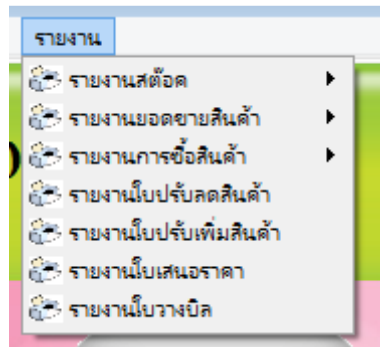 รายงาน
รายงานสต๊อค
รายงานยอดขายสินค้า
รายงานการซื้อสินค้า
รายงานใบปรับลดสินค้า
รายงานใบปรับเพิ่มสินค้า
รายงานใบเสนอราคา
รายงานใบวางบิล